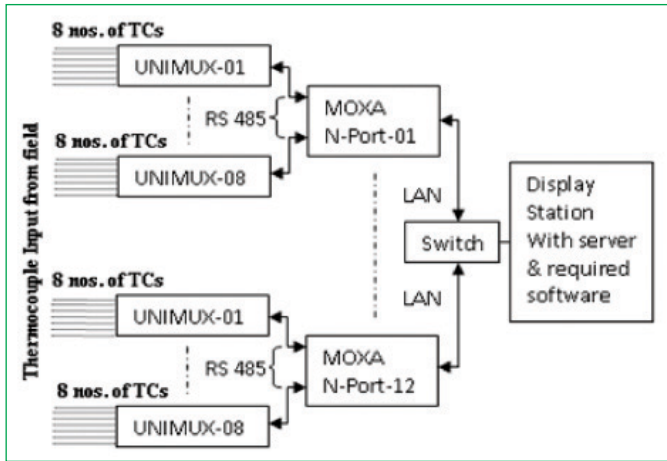 Thermocouple Input from field
8 nos. of TCs
UNIMUX-01
RS 485
8 nos. of TCs
UNIMUX-08
MOXA
N-Port-01
LAN
Switch
LAN
Display
Station
With server
& required
software
8 nos. of TCs
UNIMUX-01
RS 485
8 nos. of TCs
UNIMUX-08
MOXA
N-Port-12